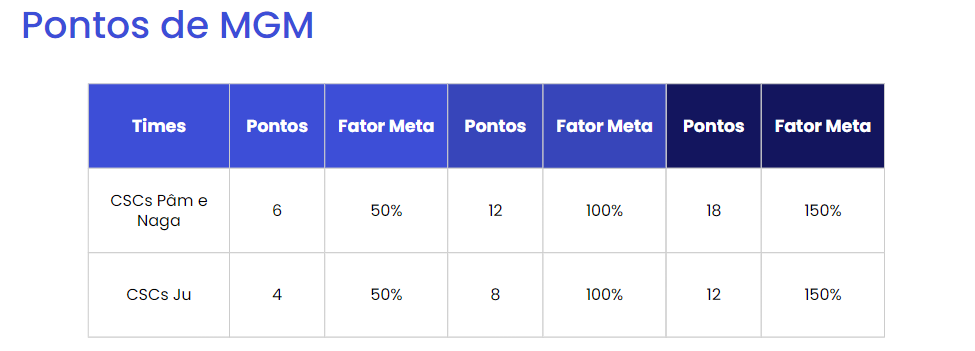 Pontos de MGM
Times Pontos Fator Meta Pontos Fator Meta Pontos Fator Meta
CSCs Pâm e
Naga 6 50% 12 100% 18 150%
CSCs Ju 4 50% 8 100% 12 150%